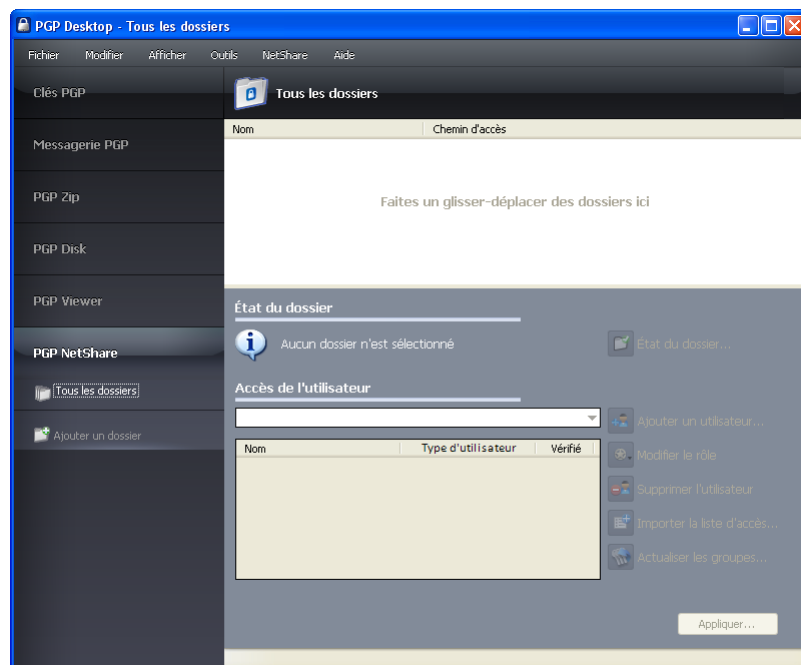 PGP Desktop - Tous les dossiers
Fichier Modifier Afficher Outils NetShare Aide
Clés PGP
Messagerie PGP
PGP Zip
PGP Disk
PGP Viewer
PGP NetShare
Tous les dossiers
Ajouter un dossier
Tous les dossiers
Nom Chemin d'accès
Faites un glisser-déplacer des dossiers ici
État du dossier
Aucun dossier n'est sélectionné
État du dossier...
Accès de l'utilisateur
Nom Type d'utilisateur Vérifié
Ajouter un utilisateur...
Modifier le rôle
Supprimer l'utilisateur
Importer la liste d'accès...
Actualiser les groupes...
Appliquer...